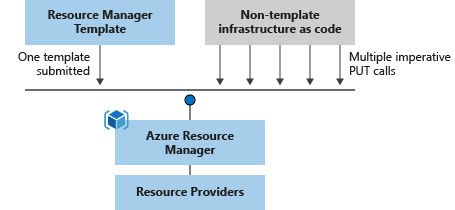 Resource Manager
Template
Non-template
infrastructure as code
One template
submitted
Multiple imperative
PUT calls
Azure Resource
Manager
Resource Providers